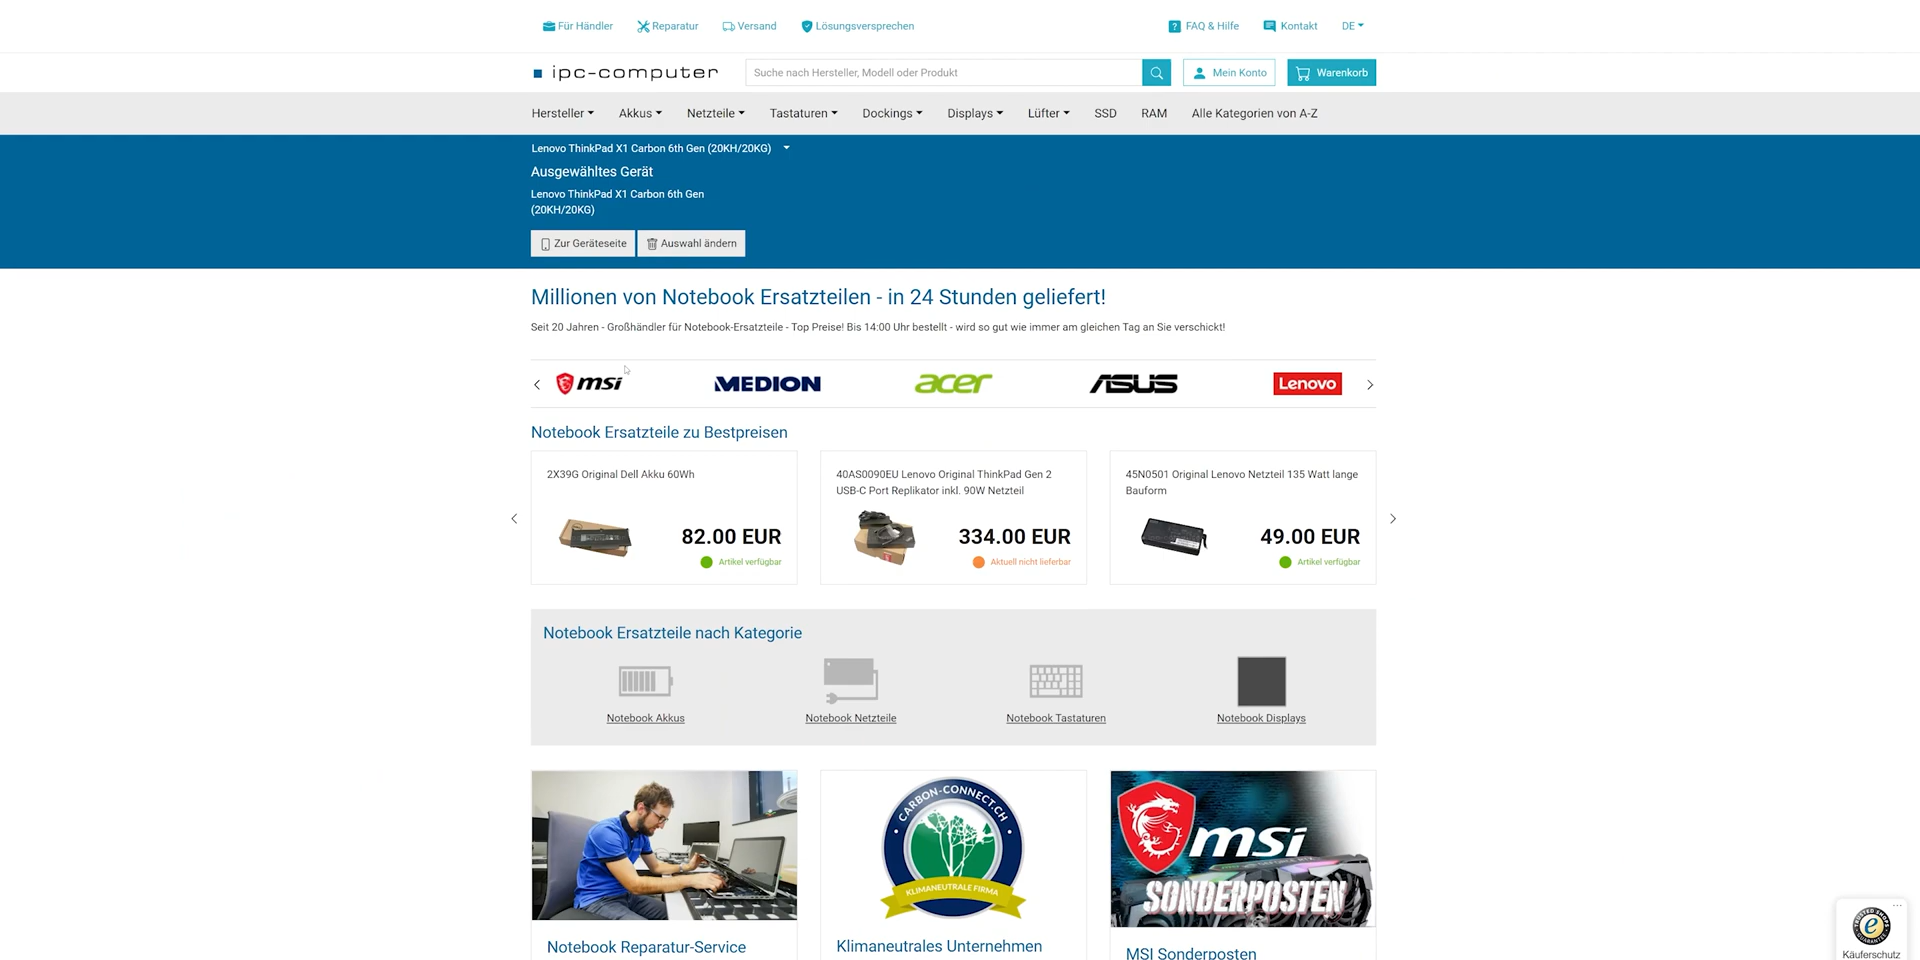 Für Händler
Reparatur
Versand
Lösungsversprechen
FAQ & Hilfe
Kontakt
DE
ipc-computer
Suche nach Hersteller, Modell oder Produkt
Mein Konto
Warenkorb
Hersteller
Akkus
Netzteile
Tastaturen
Dockings
Displays
Lüfter
SSD
RAM
Alle Kategorien von A-Z
Lenovo ThinkPad X1 Carbon 6th Gen (20KH/20KG)
Ausgewähltes Gerät
Lenovo ThinkPad X1 Carbon 6th Gen
(20KH/20KG)
Zur Geräteseite
Auswahl ändern
Millionen von Notebook Ersatzteilen - in 24 Stunden geliefert!
Seit 20 Jahren - Großhändler für Notebook-Ersatzteile - Top Preise! Bis 14:00 Uhr bestellt - wird so gut wie immer am gleichen Tag an Sie verschickt!
msi
MEDION
acer
ASUS
Lenovo
Notebook Ersatzteile zu Bestpreisen
2X39G Original Dell Akku 60Wh
82.00 EUR
Artikel verfügbar
40AS0090EU Lenovo Original ThinkPad Gen 2
USB-C Port Replikator inkl. 90W Netzteil
334.00 EUR
Aktuell nicht lieferbar
45N0501 Original Lenovo Netzteil 135 Watt lange
Bauform
49.00 EUR
Artikel verfügbar
Notebook Ersatzteile nach Kategorie
Notebook Akkus
Notebook Netzteile
Notebook Tastaturen
Notebook Displays
CARBON-CONNECT.CH
KLIMANEUTRALE FIRMA
msi
SONDERPOSTEN
Notebook Reparatur-Service
Klimaneutrales Unternehmen
MSI Sonderposten
TRUSTED SHOPS
GUARANTEE
Käuferschutz